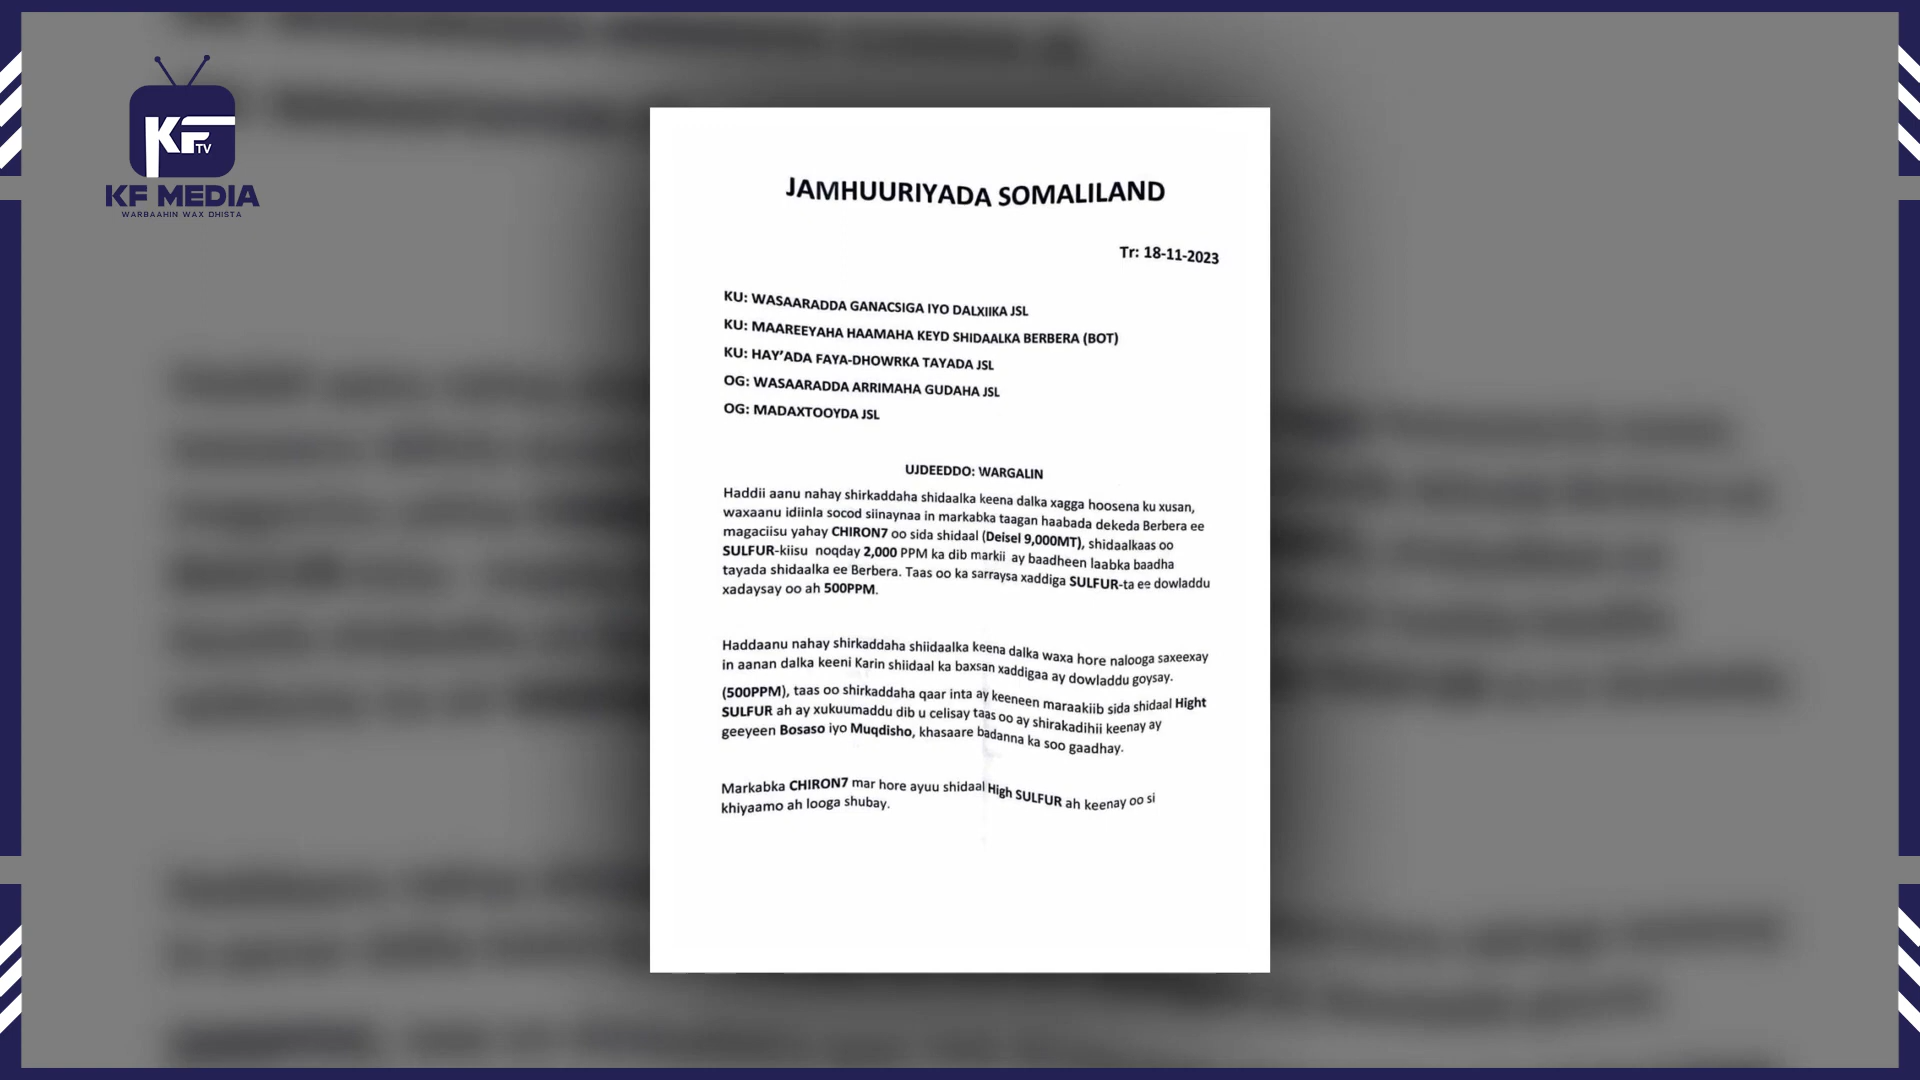 KF TV
KF MEDIA
WARBAAHIN WAX DHISTA
JAMHUURIYADA SOMALILAND
Tr: 18-11-2023
KU: WASAARADDA GANACSIGA IYO DALXIIKA JSL
KU: MAAREEYAHA HAAMAHA KEYD SHIDAALKA BERBERA (BOT)
KU: HAY'ADA FAYA-DHOWRKA TAYADA JSL
OG: WASAARADDA ARRIMAHA GUDAHA JSL
OG: MADAXTOOYDA JSL
UJDEEDDO: WARGALIN
Haddii aanu nahay shirkaddaha shidaalka keena dalka xagga hoosena ku xusan,
waxaanu idiinla socod siinaynaa in markabka taagan haabada dekeda Berbera ee
magaciisu yahay CHIRON7 oo sida shidaal (Deisel 9,000MT), shidaalkaas oo
SULFUR-kiisu noqday 2,000 PPM ka dib markii ay baadheen laabka baadha
tayada shidaalka ee Berbera. Taas oo ka sarraysa xaddiga SULFUR-ta ee dowladdu
xadaysay oo ah 500PPM.
Haddaanu nahay shirkaddaha shiidaalka keena dalka waxa hore nalooga saxeexay
in aanan dalka keeni Karin shiidaal ka baxsan xaddigaa ay dowladdu goysay.
(500PPM), taas oo shirkaddaha qaar inta ay keeneen maraakiib sida shidaal Hight
SULFUR ah ay xukuumaddu dib u celisay taas oo ay shirakadihii keenay ay
geeyeen Bosaso iyo Muqdisho, khasaare badanna ka soo gaadhay.
Markabka CHIRON7 mar hore ayuu shidaal High SULFUR ah keenay oo si
khiyaamo ah looga shubay.